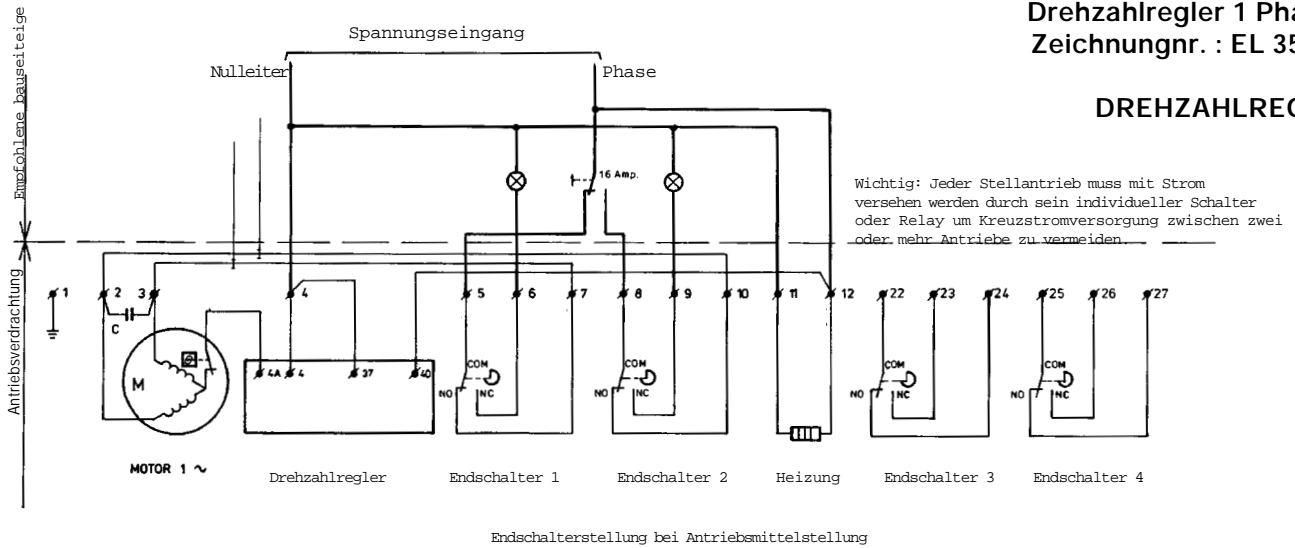 Drehzahlregler 1 Pha
Zeichnungnr. : EL 35
DREHZAHLREG
Spannungseingang
Nulleiter
Phase
Empfohlene bauseiteige
16 Amp.
Wichtig: Jeder Stellantrieb muss mit Strom
versehen werden durch sein individueller Schalter
oder Relay um Kreuzstromversorgung zwischen zwei
oder mehr Antriebe zu vermeiden.
Antriebsverdrachtung
1 2 3 4 5 6 7 8 9 10 11 12 22 23 24 25 26 27
C
M
4A 4 37 40
COM NO NC
COM NO NC
COM NO NC
COM NO NC
MOTOR 1 ~
Drehzahlregler
Endschalter 1
Endschalter 2
Heizung
Endschalter 3
Endschalter 4
Endschalterstellung bei Antriebsmittelstellung